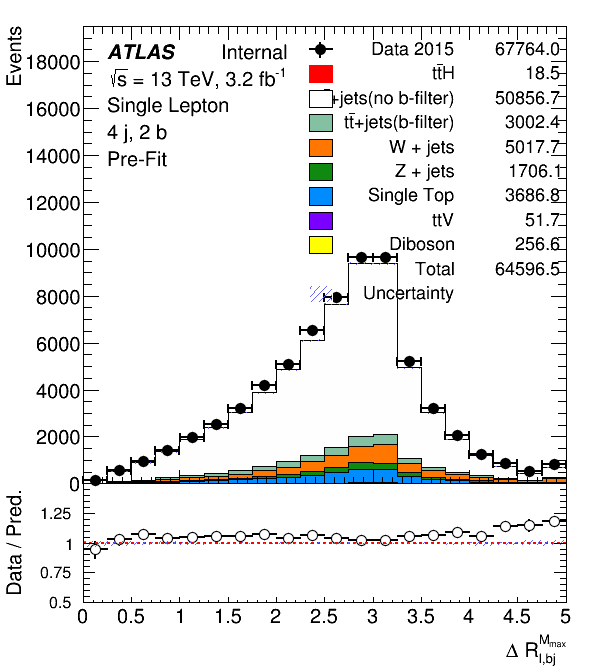 Events
18000
16000
14000
12000
10000
8000
6000
4000
2000
0
ATLAS Internal
√s = 13 TeV, 3.2 fb⁻¹
Single Lepton
4 j, 2 b
Pre-Fit
Data 2015 67764.0
tt̄H 18.5
+jets(no b-filter) 50856.7
tt̄+jets(b-filter) 3002.4
W + jets 5017.7
Z + jets 1706.1
Single Top 3686.8
ttV 51.7
Diboson 256.6
Total 64596.5
Uncertainty
Data / Pred.
1.25
1
0.75
0.5
0 0.5 1 1.5 2 2.5 3 3.5 4 4.5 5
Δ R_{l,bj}^{M_{max}}